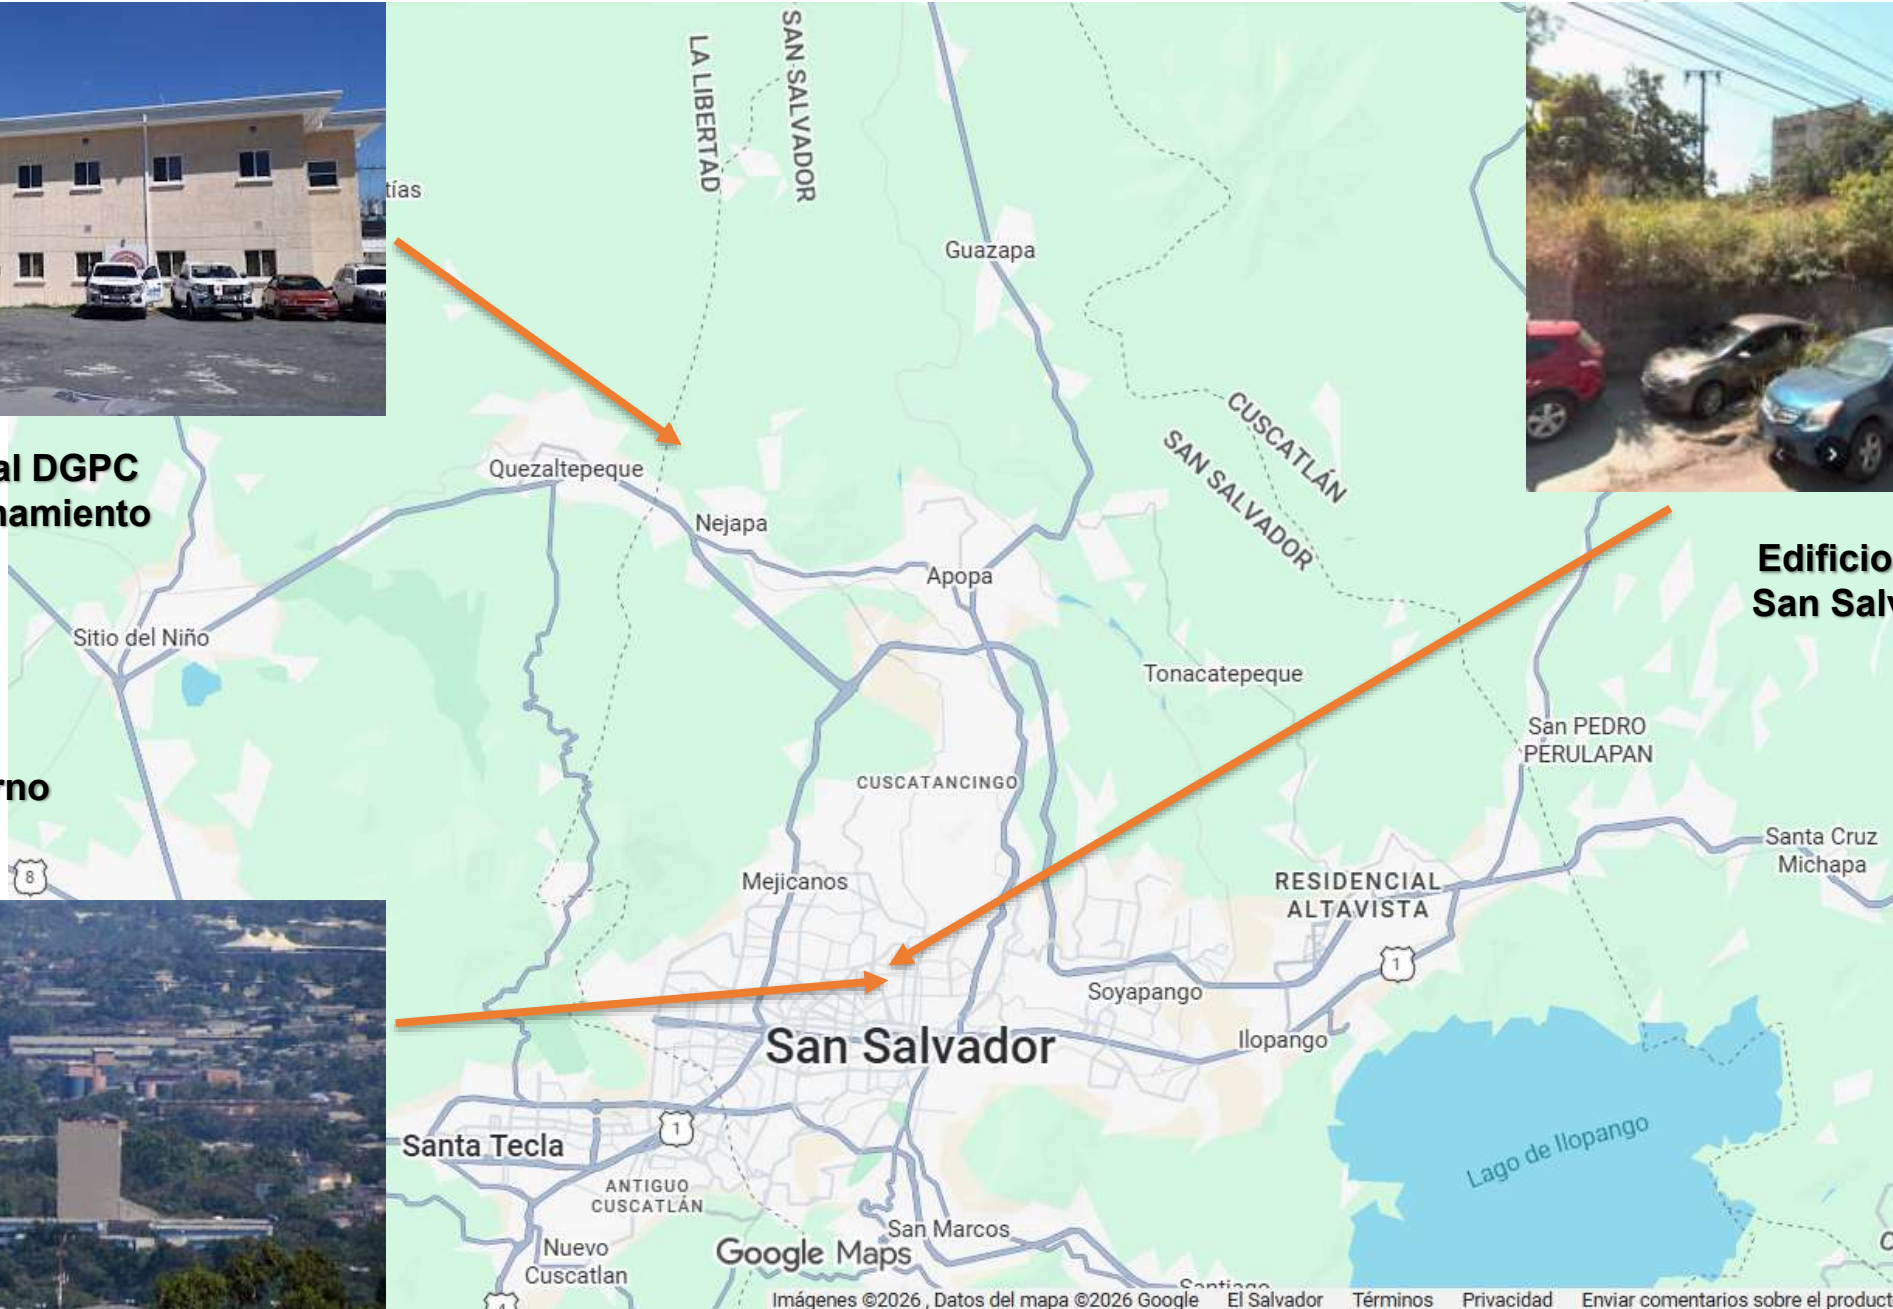 LA LIBERTAD
SAN SALVADOR
tías
Guazapa
CUSCATLÁN
SAN SALVADOR
al DGPC
namiento
Quezaltepeque
Nejapa
Apopa
Edificio
San Salv
Sitio del Niño
Tonacatepeque
San PEDRO
PERULAPAN
rno
CUSCATANCINGO
Santa Cruz
Michapa
8
Mejicanos
RESIDENCIAL
ALTAVISTA
1
Soyapango
San Salvador
Ilopango
1
Santa Tecla
Lago de Ilopango
ANTIGUO
CUSCATLÁN
San Marcos
Nuevo
Cuscatlan
Google Maps
Santiago
4
Imágenes ©2026 , Datos del mapa ©2026 Google El Salvador Términos Privacidad Enviar comentarios sobre el product